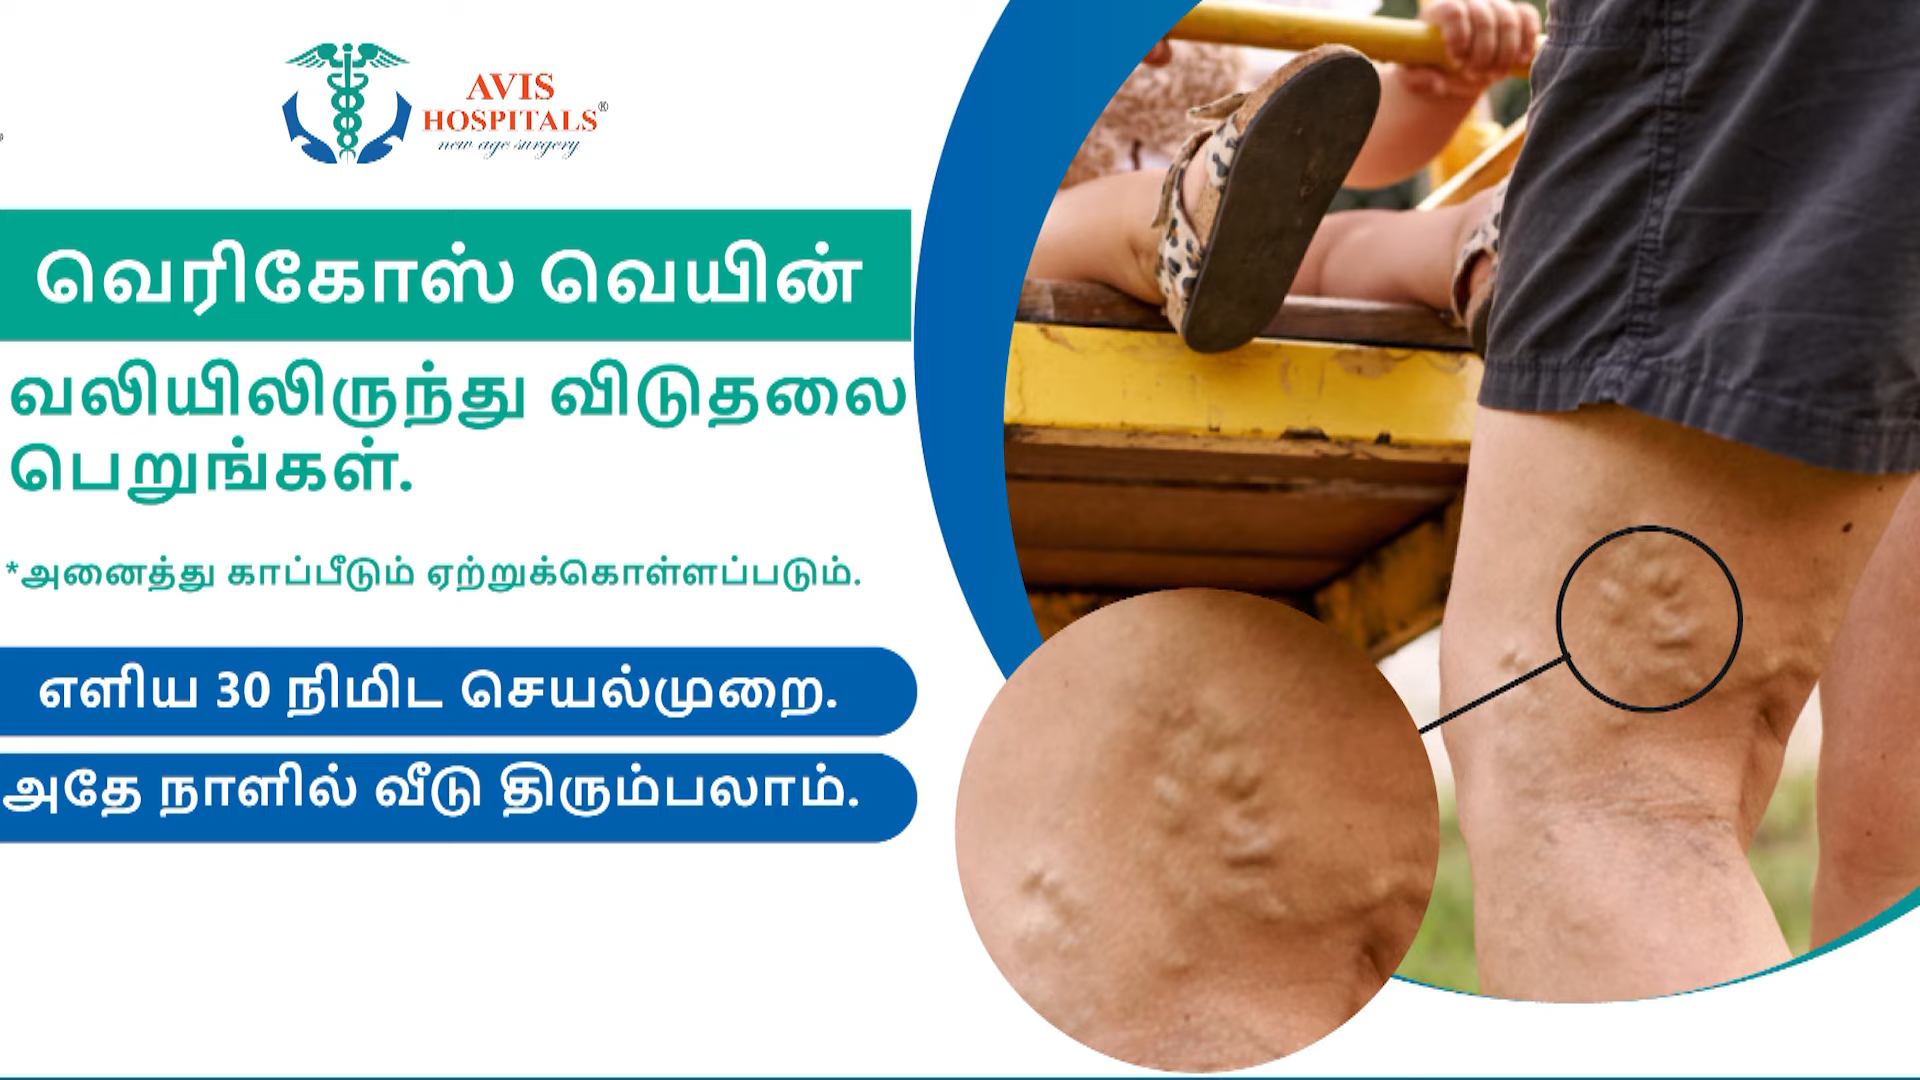 AVIS
HOSPITALS®
new age surgery
வெரிகோஸ் வெயின்
வலியிலிருந்து விடுதலை
பெறுங்கள்.
*அனைத்து காப்பீடும் ஏற்றுக்கொள்ளப்படும்.
எளிய 30 நிமிட செயல்முறை.
அதே நாளில் வீடு திரும்பலாம்.